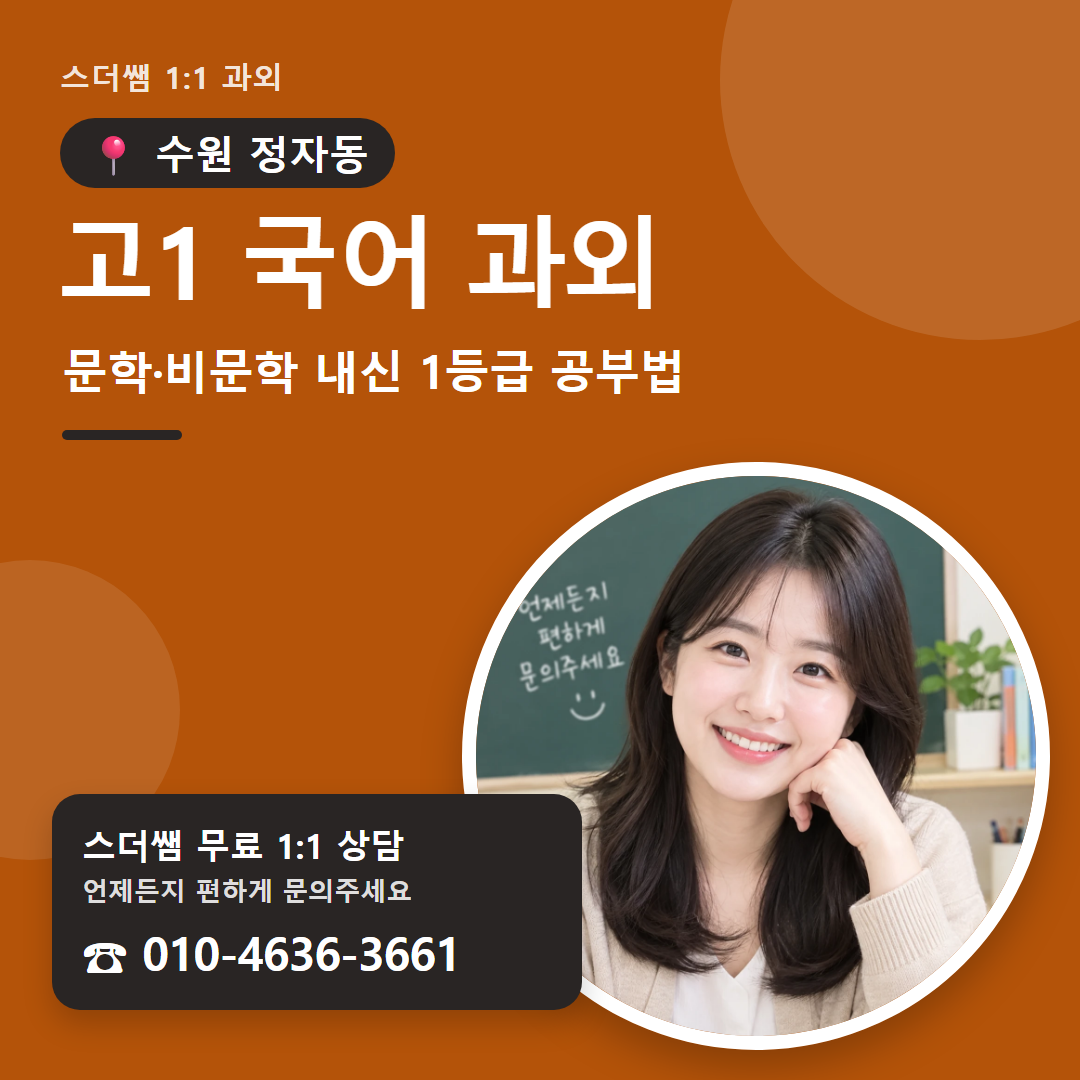 스더쌤 1:1 과외
📍 수원 정자동
고1 국어 과외
문학·비문학 내신 1등급 공부법
언제든지
편하게
문의주세요
스더쌤 무료 1:1 상담
언제든지 편하게 문의주세요
☎ 010-4636-3661